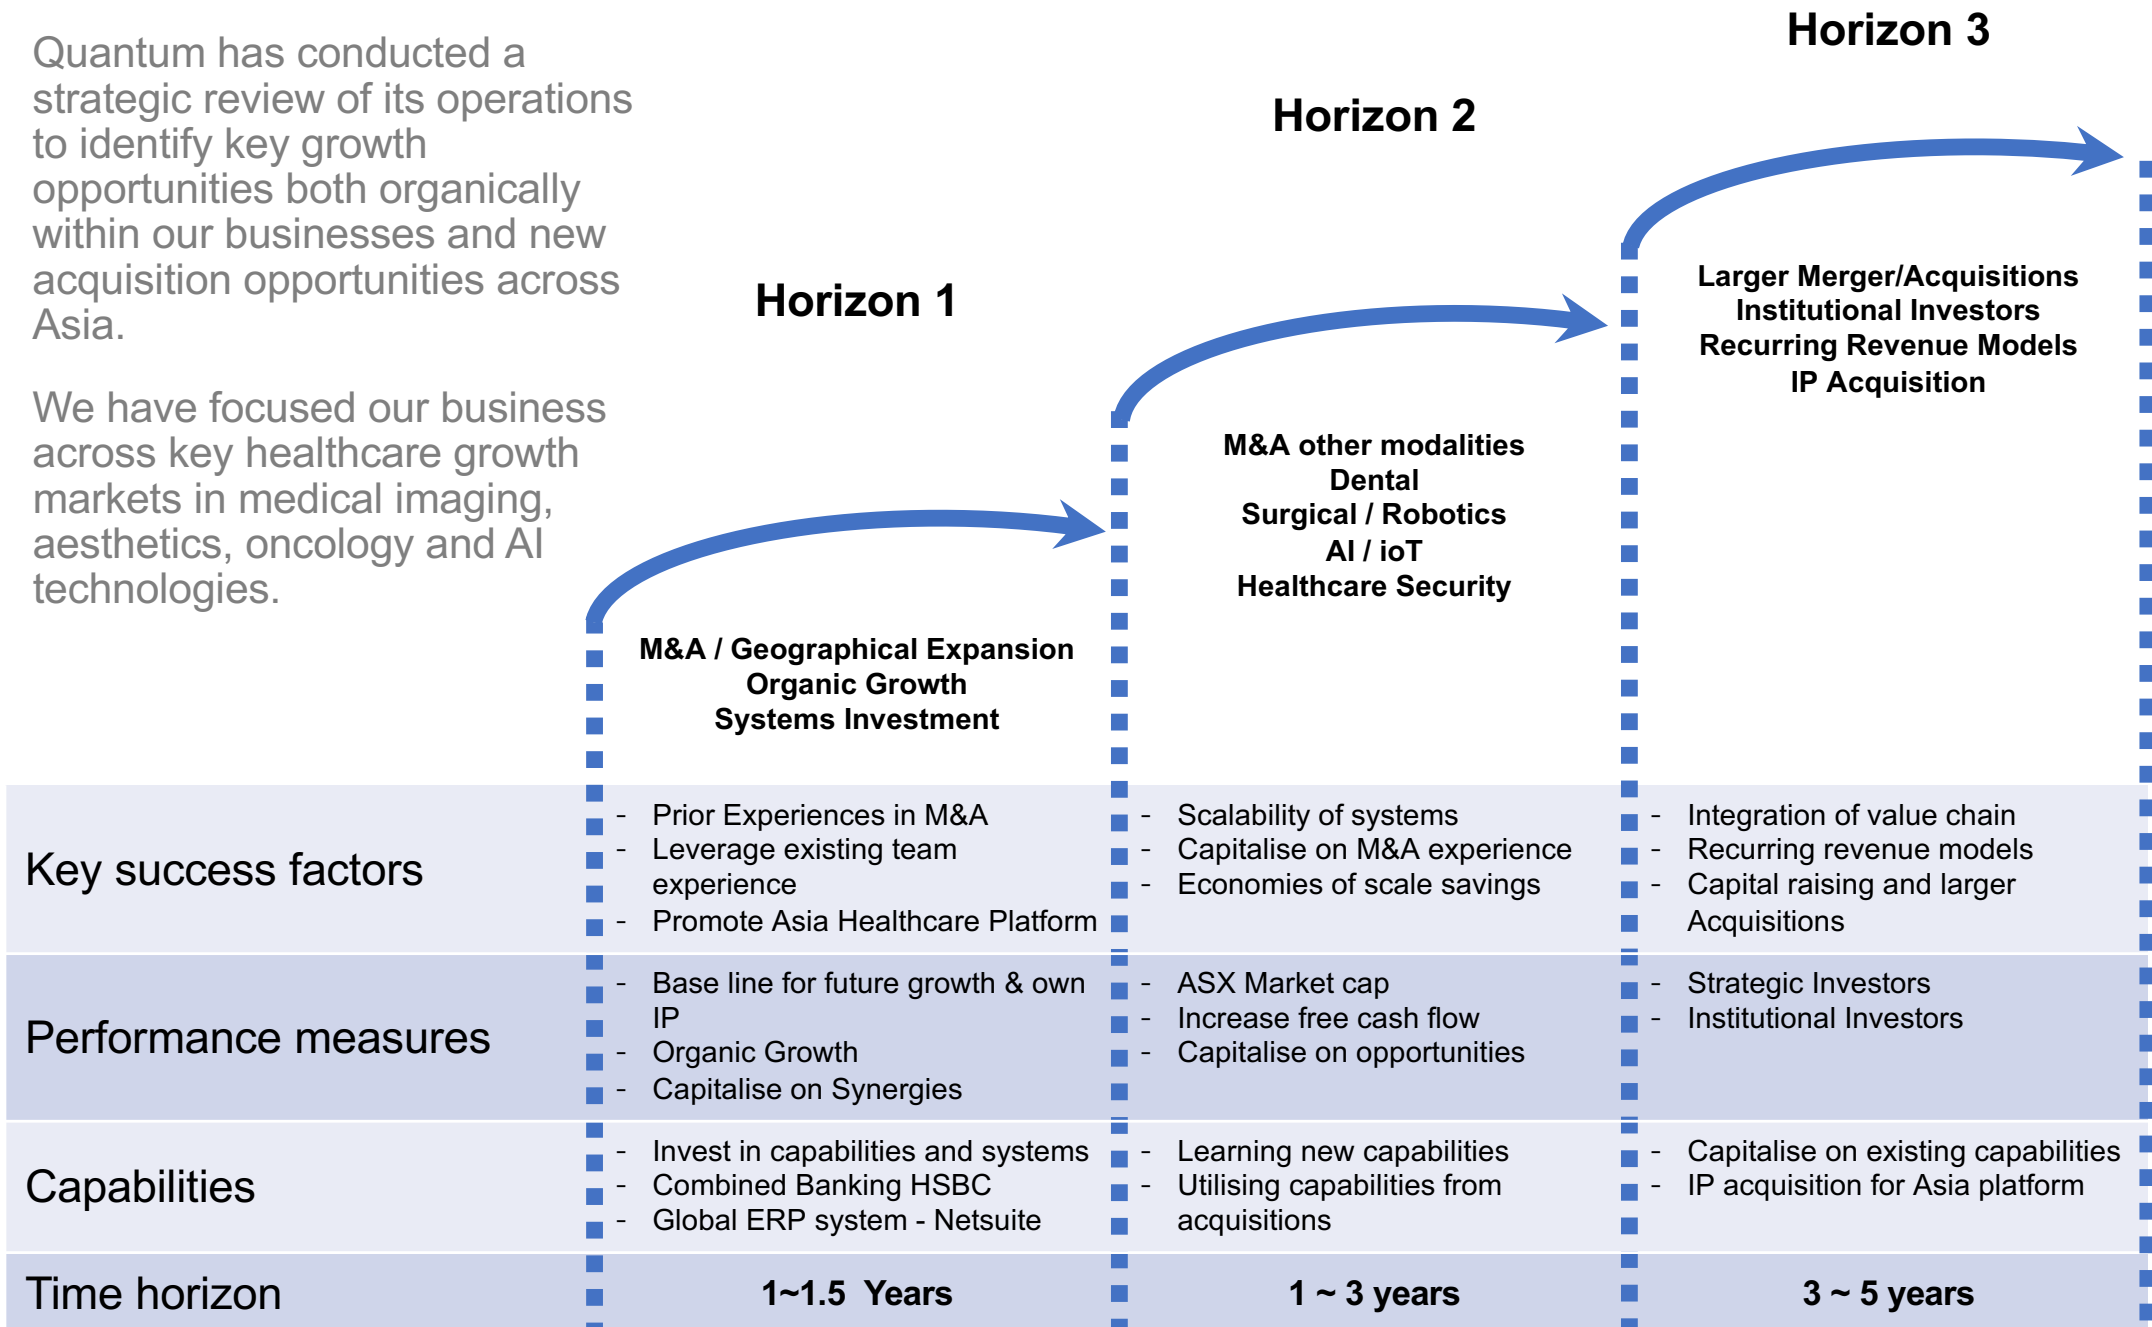 Quantum has conducted a
strategic review of its operations
to identify key growth
opportunities both organically
within our businesses and new
acquisition opportunities across
Asia.
We have focused our business
across key healthcare growth
markets in medical imaging,
aesthetics, oncology and AI
technologies.
Horizon 1
M&A / Geographical Expansion
Organic Growth
Systems Investment
Horizon 2
M&A other modalities
Dental
Surgical / Robotics
AI / ioT
Healthcare Security
Horizon 3
Larger Merger/Acquisitions
Institutional Investors
Recurring Revenue Models
IP Acquisition
Key success factors
- Prior Experiences in M&A
- Leverage existing team
experience
- Promote Asia Healthcare Platform
- Scalability of systems
- Capitalise on M&A experience
- Economies of scale savings
- Integration of value chain
- Recurring revenue models
- Capital raising and larger
Acquisitions
Performance measures
- Base line for future growth & own
IP
- Organic Growth
- Capitalise on Synergies
- ASX Market cap
- Increase free cash flow
- Capitalise on opportunities
- Strategic Investors
- Institutional Investors
Capabilities
- Invest in capabilities and systems
- Combined Banking HSBC
- Global ERP system - Netsuite
- Learning new capabilities
- Utilising capabilities from
acquisitions
- Capitalise on existing capabilities
- IP acquisition for Asia platform
Time horizon
1~1.5 Years
1 ~ 3 years
3 ~ 5 years